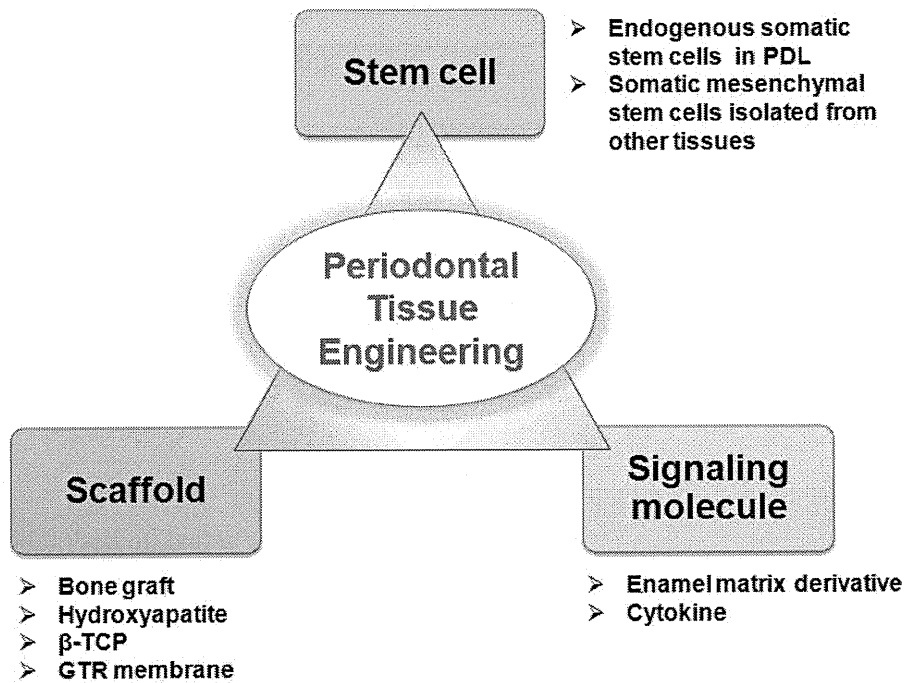 Stem cell
➢ Endogenous somatic
stem cells in PDL
➢ Somatic mesenchymal
stem cells isolated from
other tissues
Periodontal
Tissue
Engineering
Scaffold
➢ Bone graft
➢ Hydroxyapatite
➢ β-TCP
➢ GTR membrane
Signaling
molecule
➢ Enamel matrix derivative
➢ Cytokine